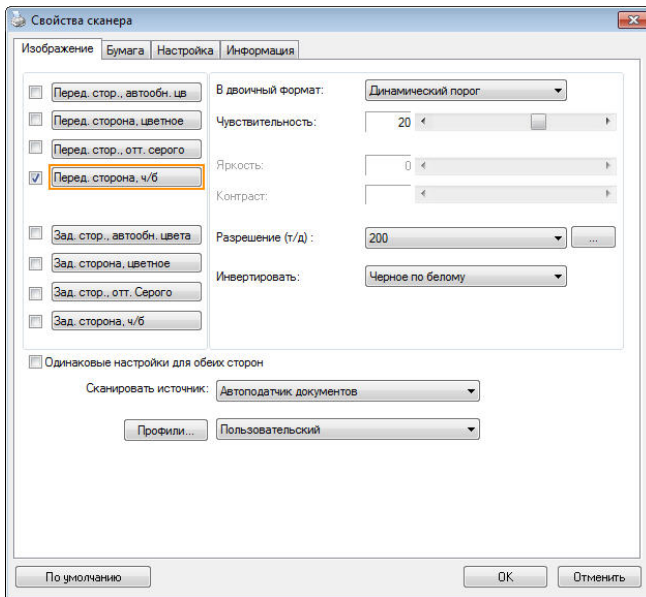 Свойства сканера
Изображение Бумага Настройка Информация
Перед. стор., автообн. цв
Перед. сторона, цветное
Перед. стор., отт. серого
Перед. сторона, ч/б
Зад. стор., автообн. цвета
Зад. сторона, цветное
Зад. стор., отт. Серого
Зад. сторона, ч/б
В двоичный формат: Динамический порог
Чувствительность: 20
Яркость: 0
Контраст:
Разрешение (т/д) : 200 ...
Инвертировать: Черное по белому
Одинаковые настройки для обеих сторон
Сканировать источник: Автоподатчик документов
Профили... Пользовательский
По умолчанию OK Отменить